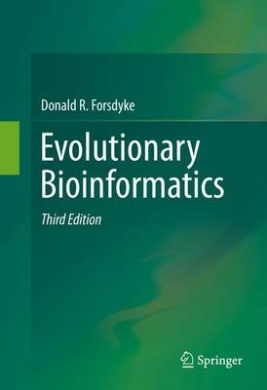 Donald R. Forsdyke
Evolutionary
Bioinformatics
Third Edition
Springer